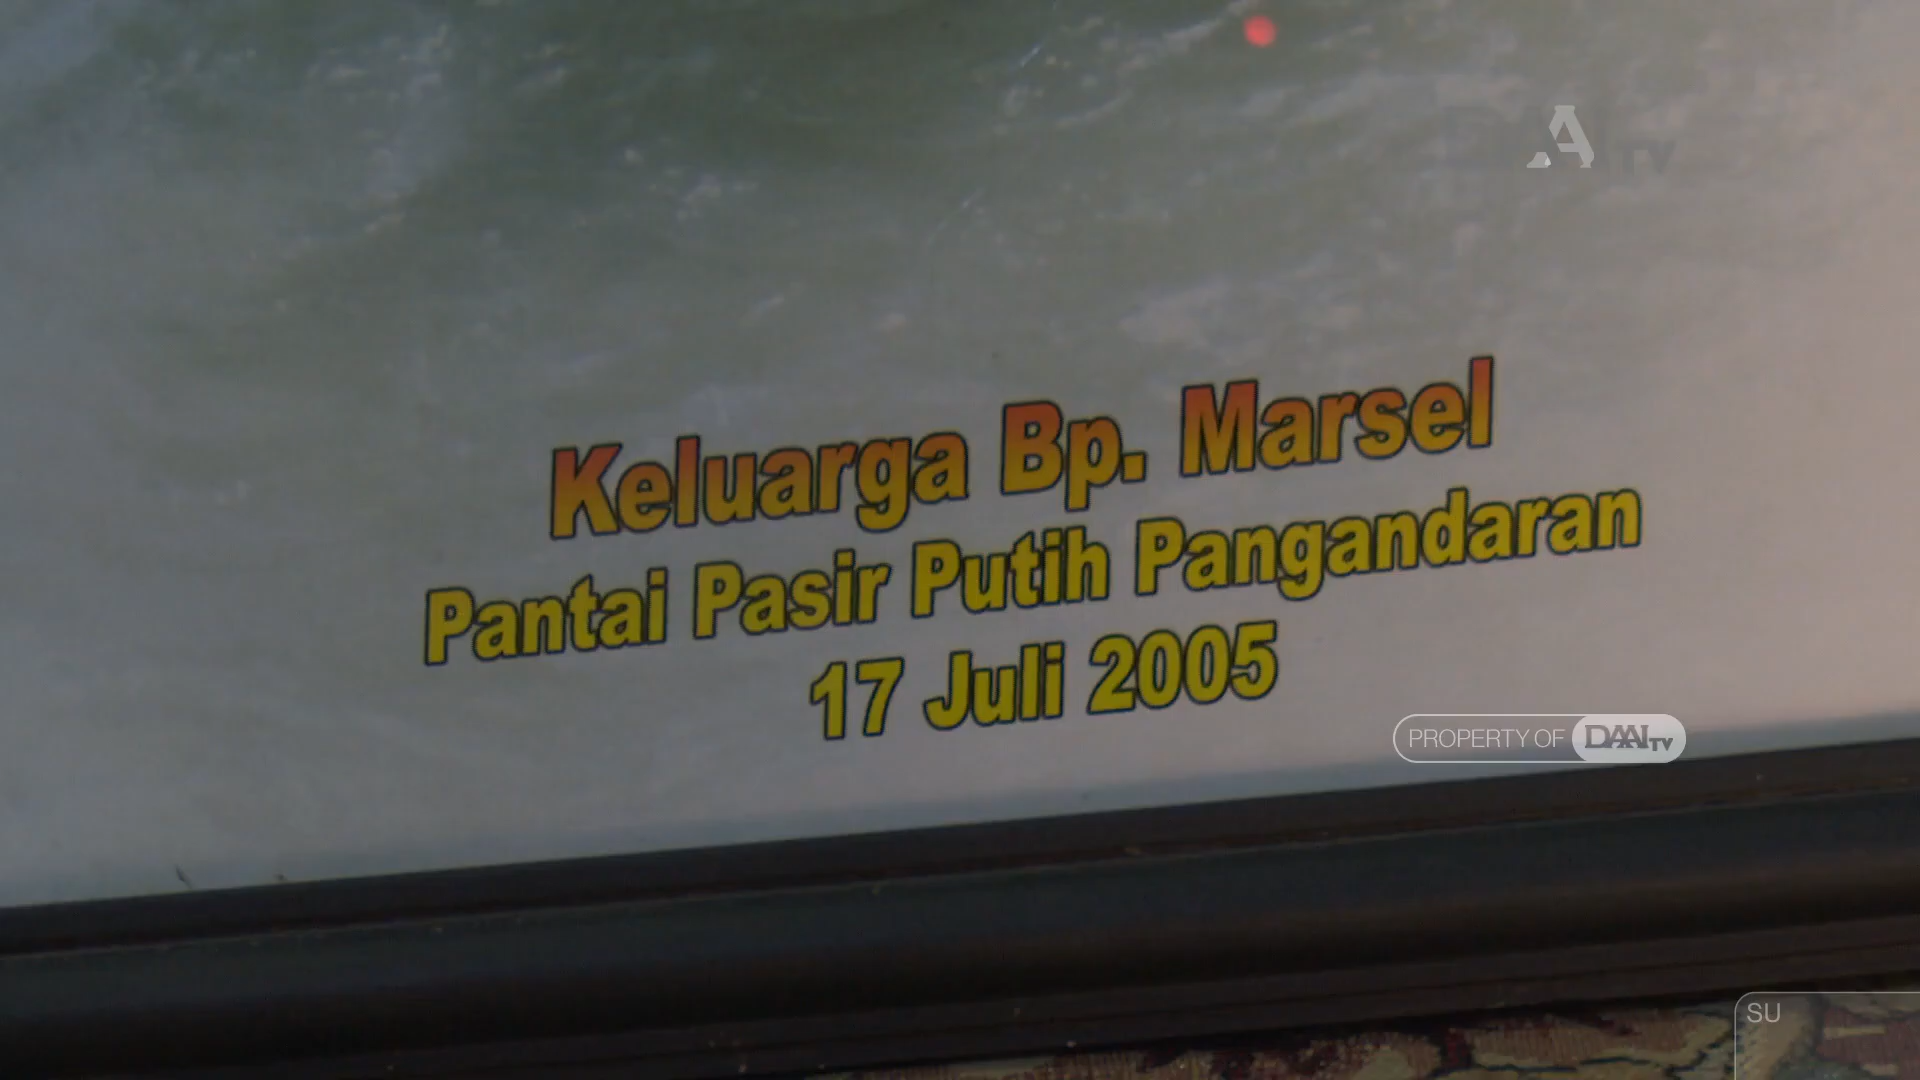 Keluarga Bp. Marsel
Pantai Pasir Putih Pangandaran
17 Juli 2005
PROPERTY OF DAAI TV
SU